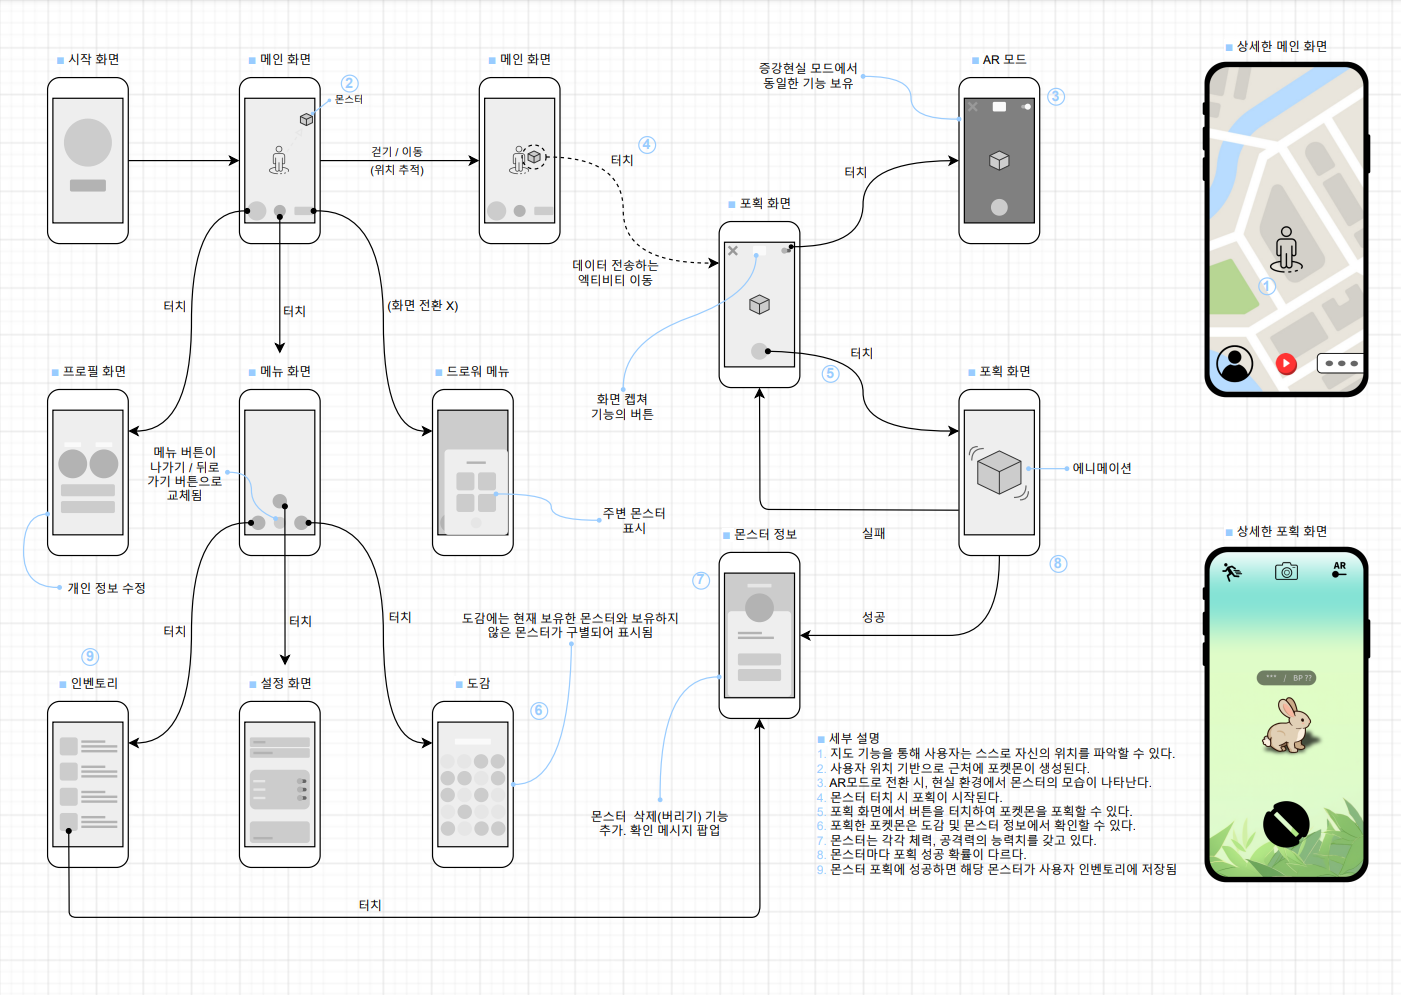 시작 화면
메인 화면
메인 화면
AR 모드
상세한 메인 화면
②
몬스터
증강현실 모드에서
동일한 기능 보유
③
걷기 / 이동
(위치 추적)
④
터치
터치
포획 화면
데이터 전송하는
엑티비티 이동
①
터치
터치
(화면 전환 X)
터치
⑤
프로필 화면
메뉴 화면
드로워 메뉴
포획 화면
화면 켑쳐
기능의 버튼
메뉴 버튼이
나가기 / 뒤로
가기 버튼으로
교체됨
에니메이션
주변 몬스터
표시
실패
몬스터 정보
상세한 포획 화면
⑧
AR
⑦
개인 정보 수정
도감에는 현재 보유한 몬스터와 보유하지
않은 몬스터가 구별되어 표시됨
성공
터치
터치
터치
⑨
인벤토리
설정 화면
도감
⑥
*** / BP ??
세부 설명
1. 지도 기능을 통해 사용자는 스스로 자신의 위치를 파악할 수 있다.
2. 사용자 위치 기반으로 근처에 포켓몬이 생성된다.
3. AR모드로 전환 시, 현실 환경에서 몬스터의 모습이 나타난다.
4. 몬스터 터치 시 포획이 시작된다.
5. 포획 화면에서 버튼을 터치하여 포켓몬을 포획할 수 있다.
6. 포획한 포켓몬은 도감 및 몬스터 정보에서 확인할 수 있다.
7. 몬스터는 각각 체력, 공격력의 능력치를 갖고 있다.
8. 몬스터마다 포획 성공 확률이 다르다.
9. 몬스터 포획에 성공하면 해당 몬스터가 사용자 인벤토리에 저장됨
몬스터 삭제(버리기) 기능
추가. 확인 메시지 팝업
터치